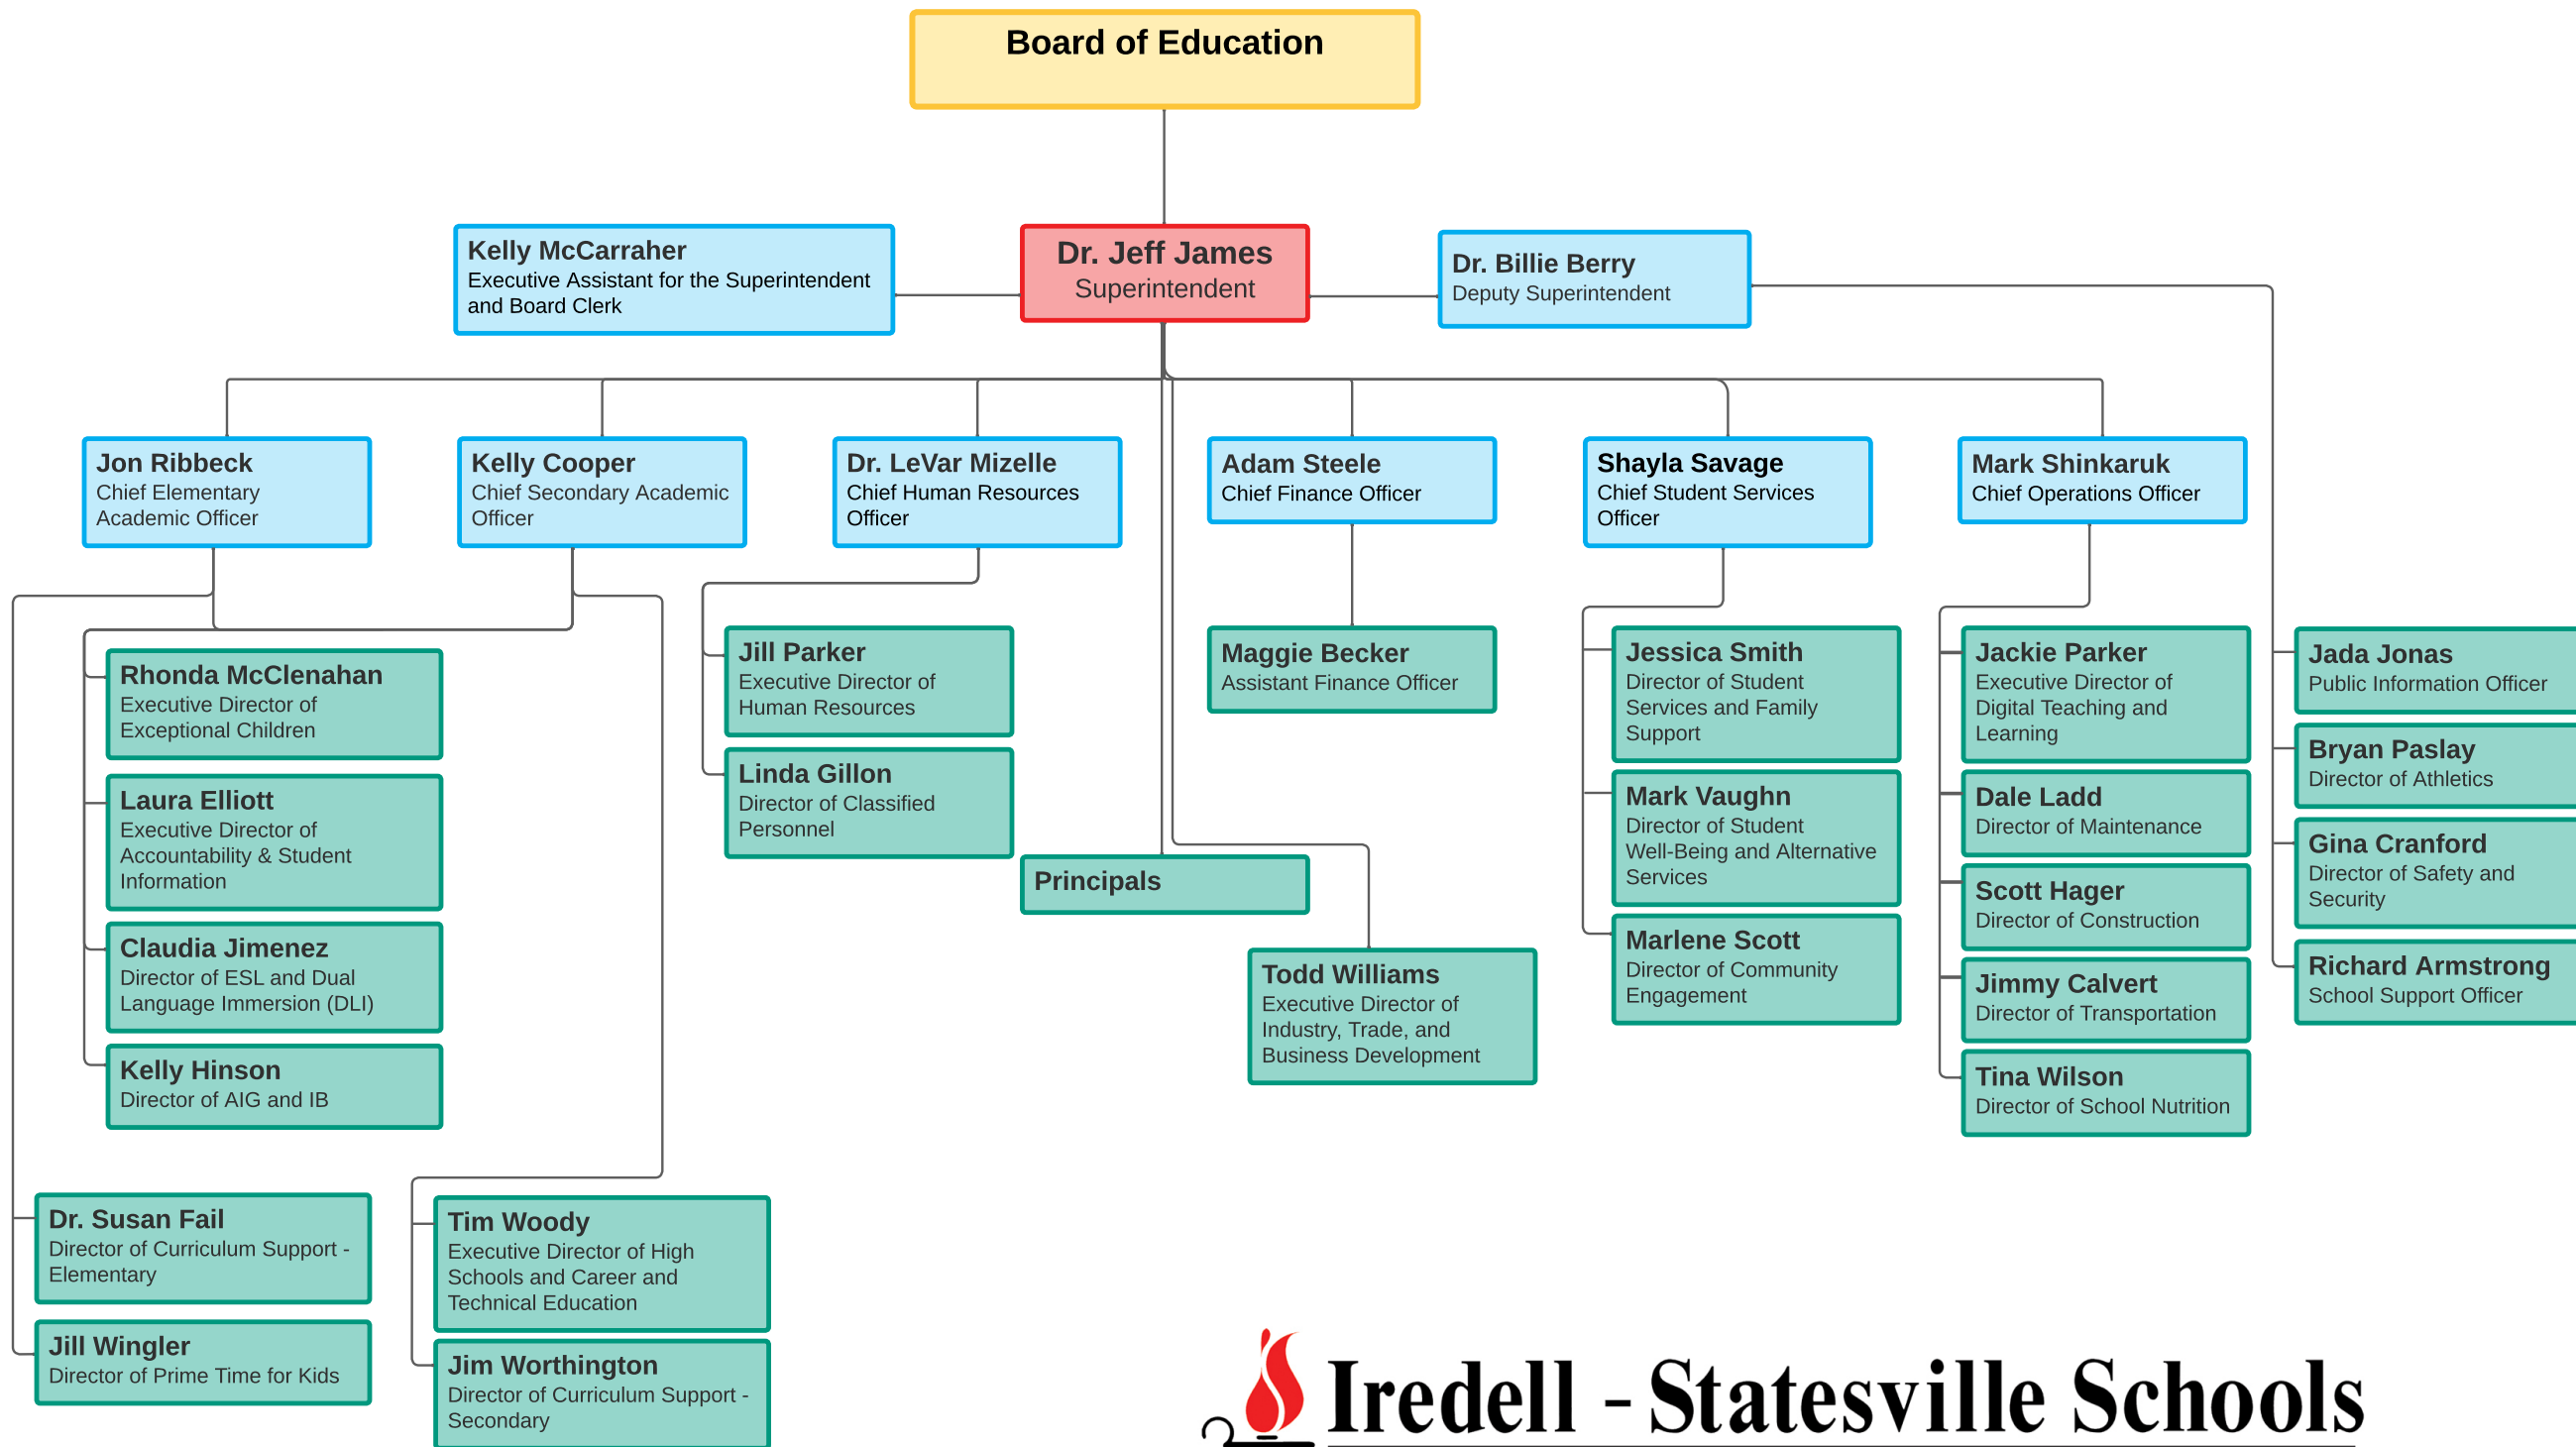 Board of Education
Kelly McCarraher
Executive Assistant for the Superintendent
and Board Clerk
Dr. Jeff James
Superintendent
Dr. Billie Berry
Deputy Superintendent
Jon Ribbeck
Chief Elementary
Academic Officer
Kelly Cooper
Chief Secondary Academic
Officer
Dr. LeVar Mizelle
Chief Human Resources
Officer
Adam Steele
Chief Finance Officer
Shayla Savage
Chief Student Services
Officer
Mark Shinkaruk
Chief Operations Officer
Rhonda McClenahan
Executive Director of
Exceptional Children
Laura Elliott
Executive Director of
Accountability & Student
Information
Claudia Jimenez
Director of ESL and Dual
Language Immersion (DLI)
Kelly Hinson
Director of AIG and IB
Dr. Susan Fail
Director of Curriculum Support -
Elementary
Jill Wingler
Director of Prime Time for Kids
Tim Woody
Executive Director of High
Schools and Career and
Technical Education
Jim Worthington
Director of Curriculum Support -
Secondary
Jill Parker
Executive Director of
Human Resources
Linda Gillon
Director of Classified
Personnel
Principals
Maggie Becker
Assistant Finance Officer
Todd Williams
Executive Director of
Industry, Trade, and
Business Development
Jessica Smith
Director of Student
Services and Family
Support
Mark Vaughn
Director of Student
Well-Being and Alternative
Services
Marlene Scott
Director of Community
Engagement
Jackie Parker
Executive Director of
Digital Teaching and
Learning
Dale Ladd
Director of Maintenance
Scott Hager
Director of Construction
Jimmy Calvert
Director of Transportation
Tina Wilson
Director of School Nutrition
Jada Jonas
Public Information Officer
Bryan Paslay
Director of Athletics
Gina Cranford
Director of Safety and
Security
Richard Armstrong
School Support Officer
Iredell - Statesville Schools